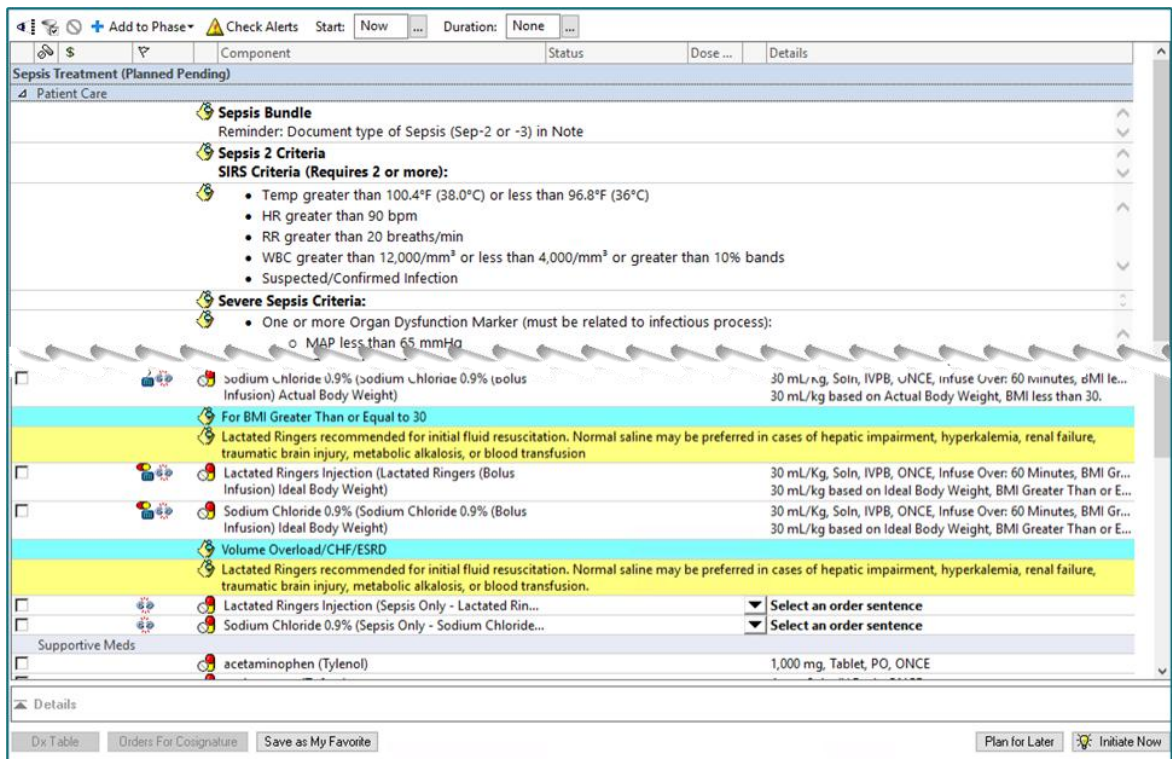 Add to Phase Check Alerts Start: Now ... Duration: None ...
$ Component Status Dose ... Details
Sepsis Treatment (Planned Pending)
Patient Care
Sepsis Bundle
Reminder: Document type of Sepsis (Sep-2 or -3) in Note
Sepsis 2 Criteria
SIRS Criteria (Requires 2 or more):
• Temp greater than 100.4°F (38.0°C) or less than 96.8°F (36°C)
• HR greater than 90 bpm
• RR greater than 20 breaths/min
• WBC greater than 12,000/mm³ or less than 4,000/mm³ or greater than 10% bands
• Suspected/Confirmed Infection
Severe Sepsis Criteria:
• One or more Organ Dysfunction Marker (must be related to infectious process):
○ MAP less than 65 mmHg
Sodium Chloride 0.9% (Sodium Chloride 0.9% (Bolus 30 mL/Kg, Soln, IVPB, ONCE, Infuse Over: 60 Minutes, BMI le...
Infusion) Actual Body Weight) 30 mL/kg based on Actual Body Weight, BMI less than 30.
For BMI Greater Than or Equal to 30
Lactated Ringers recommended for initial fluid resuscitation. Normal saline may be preferred in cases of hepatic impairment, hyperkalemia, renal failure,
traumatic brain injury, metabolic alkalosis, or blood transfusion
Lactated Ringers Injection (Lactated Ringers (Bolus 30 mL/Kg, Soln, IVPB, ONCE, Infuse Over: 60 Minutes, BMI Gr...
Infusion) Ideal Body Weight) 30 mL/kg based on Ideal Body Weight, BMI Greater Than or E...
Sodium Chloride 0.9% (Sodium Chloride 0.9% (Bolus 30 mL/Kg, Soln, IVPB, ONCE, Infuse Over: 60 Minutes, BMI Gr...
Infusion) Ideal Body Weight) 30 mL/kg based on Ideal Body Weight, BMI Greater Than or E...
Volume Overload/CHF/ESRD
Lactated Ringers recommended for initial fluid resuscitation. Normal saline may be preferred in cases of hepatic impairment, hyperkalemia, renal failure,
traumatic brain injury, metabolic alkalosis, or blood transfusion.
Lactated Ringers Injection (Sepsis Only - Lactated Rin... Select an order sentence
Sodium Chloride 0.9% (Sepsis Only - Sodium Chloride... Select an order sentence
Supportive Meds
acetaminophen (Tylenol) 1,000 mg, Tablet, PO, ONCE
Details
Dx Table Orders For Cosignature Save as My Favorite Plan for Later Initiate Now